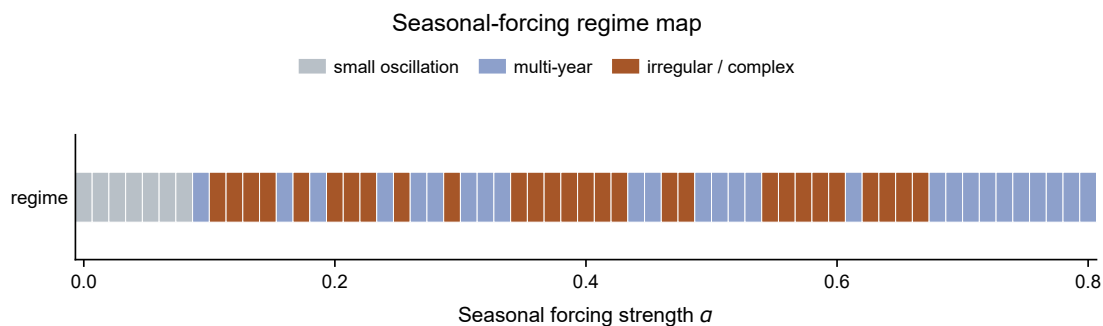 Seasonal-forcing regime map
small oscillation multi-year irregular / complex
regime
0.0 0.2 0.4 0.6 0.8
Seasonal forcing strength a